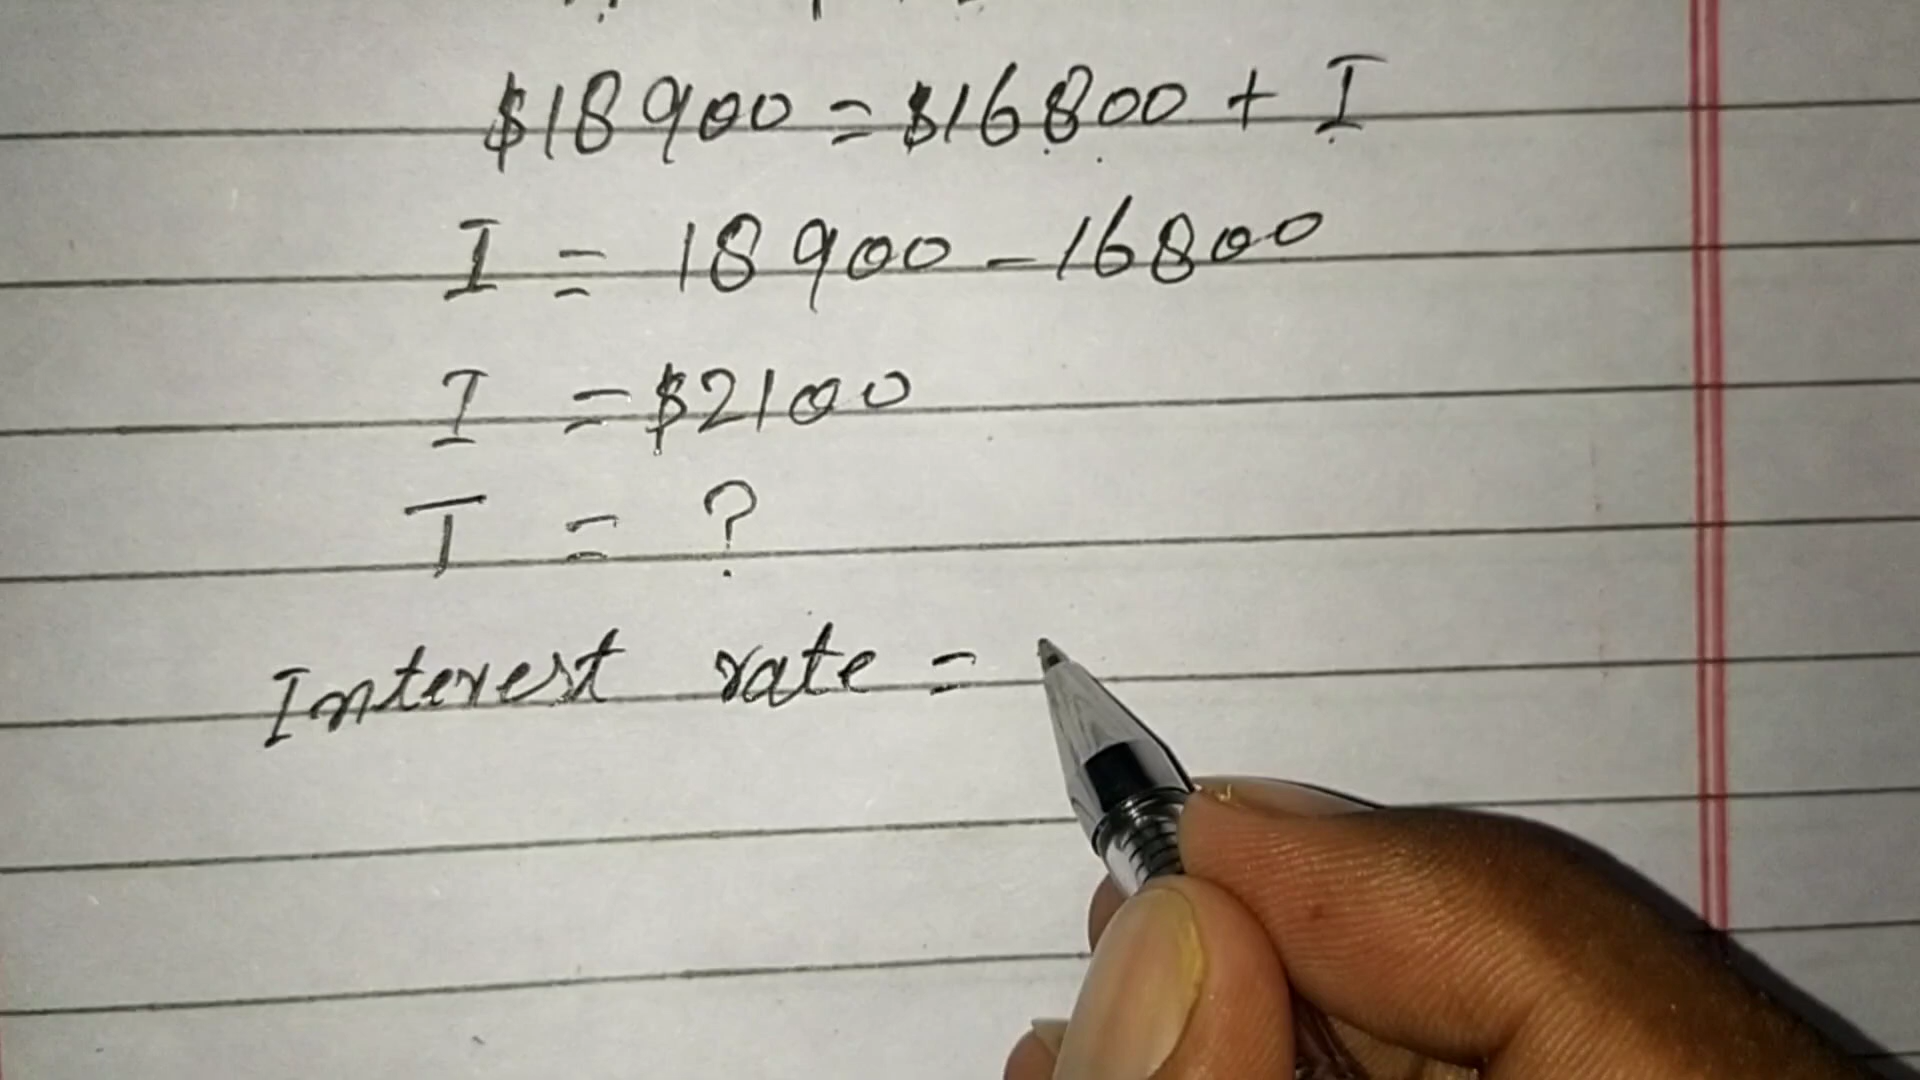 $18900 = $16800 + I
I = 18900 - 16800
I = $2100
T = ?
Interest rate =